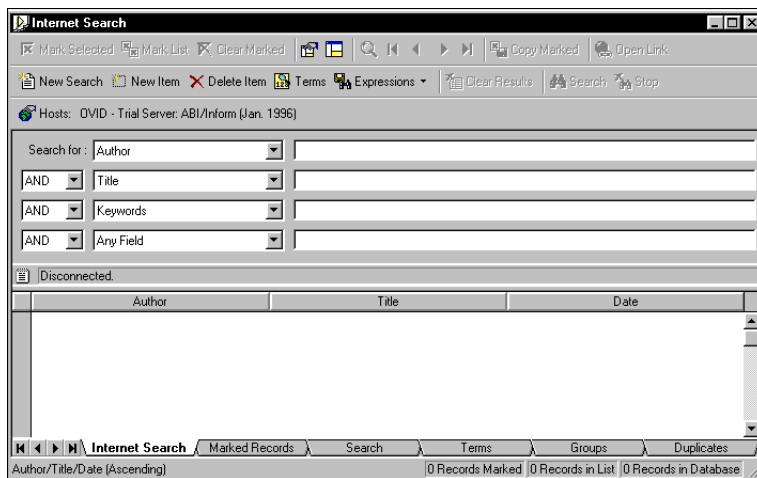 Internet Search
Mark Selected Mark List Clear Marked Copy Marked Open Link
New Search New Item Delete Item Terms Expressions Clear Results Search Stop
Hosts: OVID - Trial Server: ABI/Inform (Jan. 1996)
Search for : Author
AND Title
AND Keywords
AND Any Field
Disconnected.
Author Title Date
Internet Search Marked Records Search Terms Groups Duplicates
Author/Title/Date (Ascending) 0 Records Marked 0 Records in List 0 Records in Database